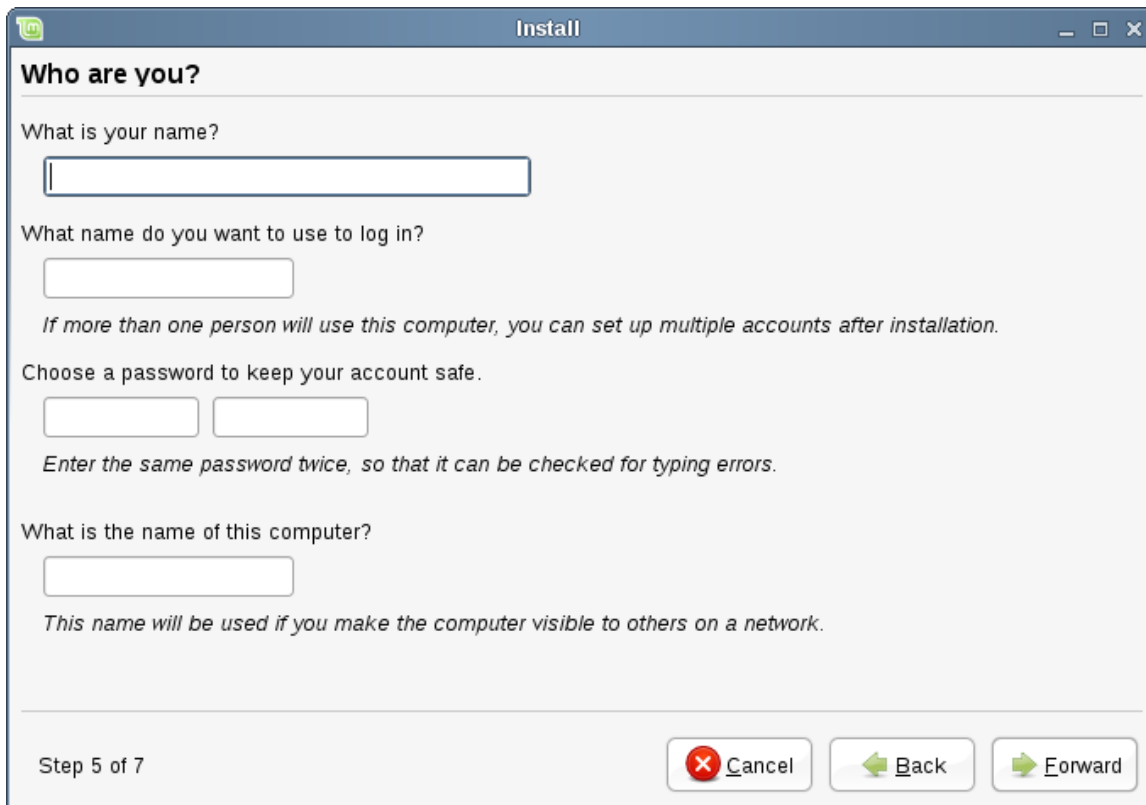 Install
Who are you?
What is your name?
What name do you want to use to log in?
If more than one person will use this computer, you can set up multiple accounts after installation.
Choose a password to keep your account safe.
Enter the same password twice, so that it can be checked for typing errors.
What is the name of this computer?
This name will be used if you make the computer visible to others on a network.
Step 5 of 7
Cancel
Back
Forward